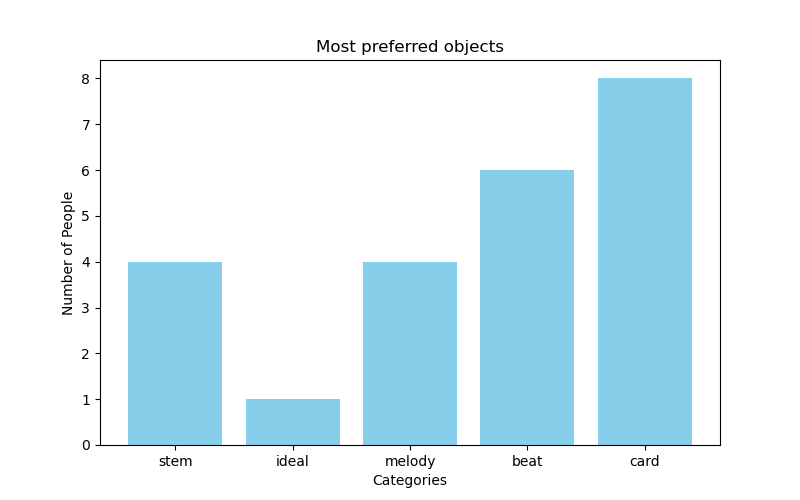 Most preferred objects
Number of People
8
7
6
5
4
3
2
1
0
stem ideal melody beat card
Categories